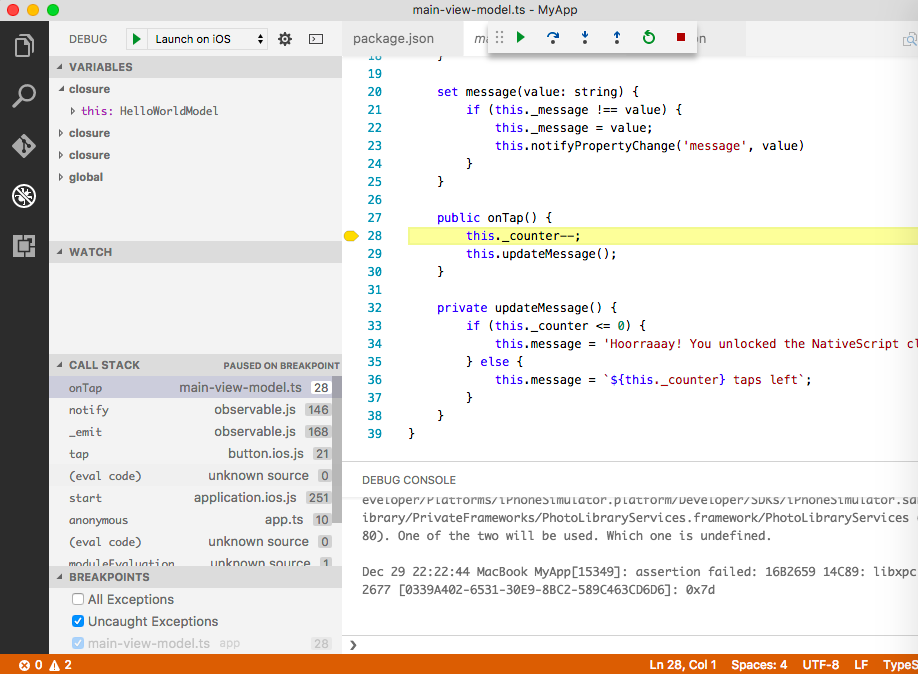 main-view-model.ts - MyApp
DEBUG Launch on iOS
package.json
VARIABLES
closure
this: HelloWorldModel
closure
closure
global
WATCH
CALL STACK PAUSED ON BREAKPOINT
onTap main-view-model.ts 28
notify observable.js 146
_emit observable.js 168
tap button.ios.js 21
(eval code) unknown source 0
start application.ios.js 251
anonymous app.ts 10
(eval code) unknown source 0
moduleEvaluation unknown source 1
BREAKPOINTS
All Exceptions
Uncaught Exceptions
main-view-model.ts app 28
18 }
19
20 set message(value: string) {
21 if (this._message !== value) {
22 this._message = value;
23 this.notifyPropertyChange('message', value)
24 }
25 }
26
27 public onTap() {
28 this._counter--;
29 this.updateMessage();
30 }
31
32 private updateMessage() {
33 if (this._counter <= 0) {
34 this.message = 'Hoorraaay! You unlocked the NativeScript cl
35 } else {
36 this.message = `${this._counter} taps left`;
37 }
38 }
39 }
DEBUG CONSOLE
eveloper/Platforms/iPhoneSimulator.platform/Developer/SDKs/iPhoneSimulator.sd
ibrary/PrivateFrameworks/PhotoLibraryServices.framework/PhotoLibraryServices (
80). One of the two will be used. Which one is undefined.
Dec 29 22:22:44 MacBook MyApp[15349]: assertion failed: 16B2659 14C89: libxpc
2677 [0339A402-6531-30E9-8BC2-589C463CD6D6]: 0x7d
❯
0 2 Ln 28, Col 1 Spaces: 4 UTF-8 LF TypeS